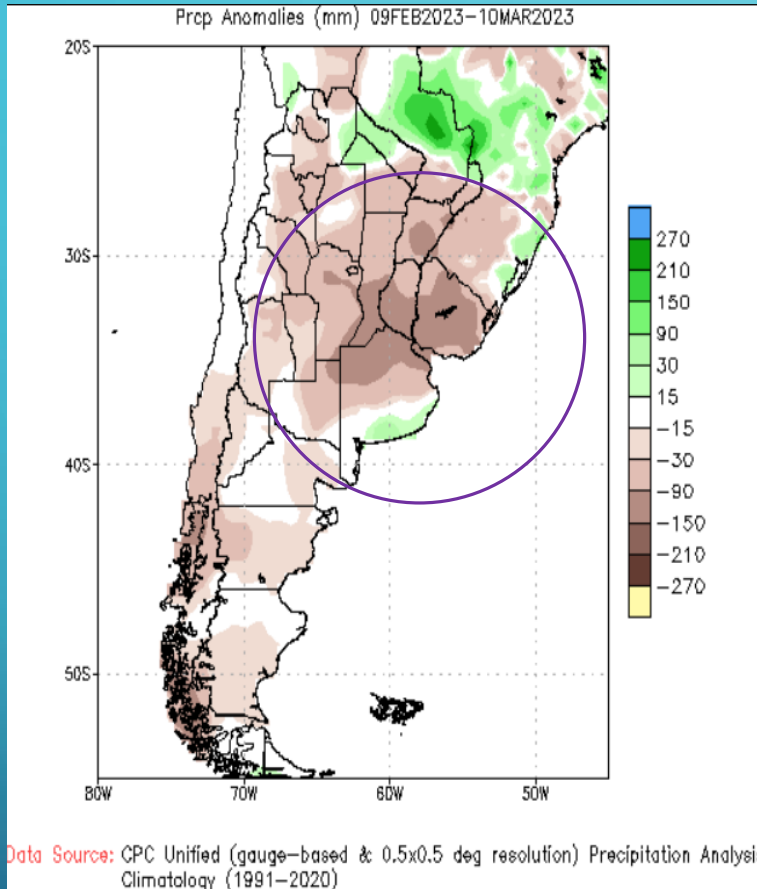 Prcp Anomalies (mm) 09FEB2023-10MAR2023
20S
30S
40S
50S
80W
70W
60W
50W
270
210
150
90
30
15
-15
-30
-90
-150
-210
-270
Data Source: CPC Unified (gauge-based & 0.5x0.5 deg resolution) Precipitation Analysis
Climatology (1991-2020)